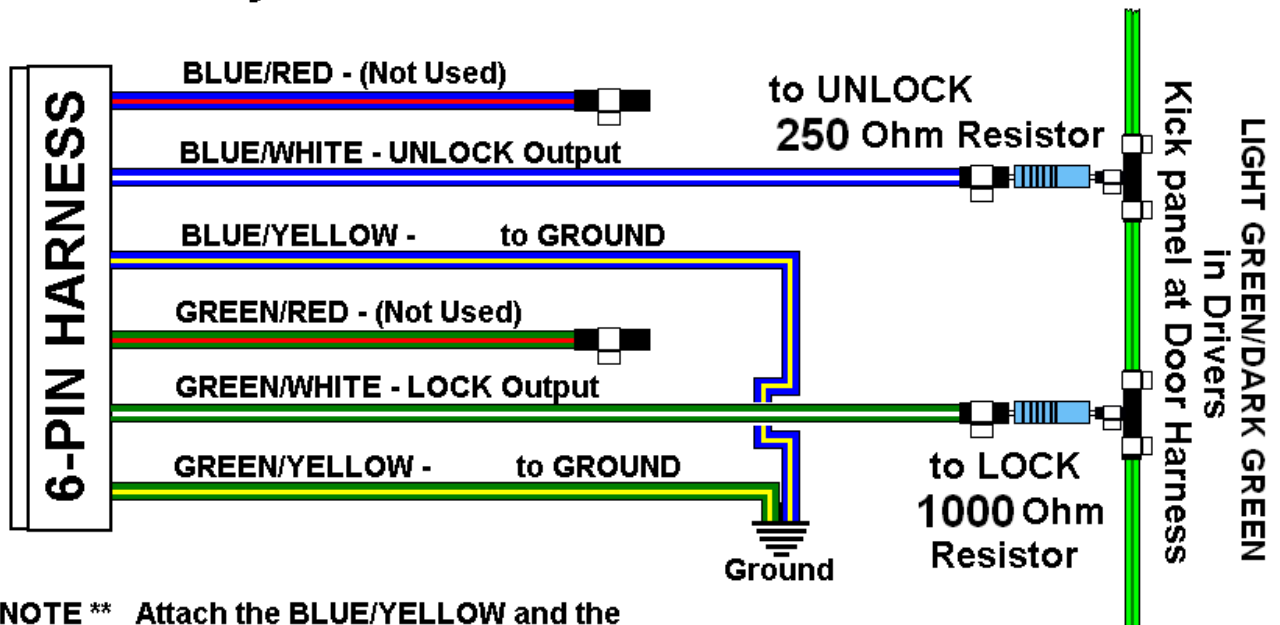 6-PIN HARNESS
BLUE/RED - (Not Used)
BLUE/WHITE - UNLOCK Output
BLUE/YELLOW - to GROUND
GREEN/RED - (Not Used)
GREEN/WHITE - LOCK Output
GREEN/YELLOW - to GROUND
Ground
to UNLOCK
250 Ohm Resistor
to LOCK
1000 Ohm
Resistor
LIGHT GREEN/DARK GREEN
in Drivers
Kick panel at Door Harness
NOTE ** Attach the BLUE/YELLOW and the